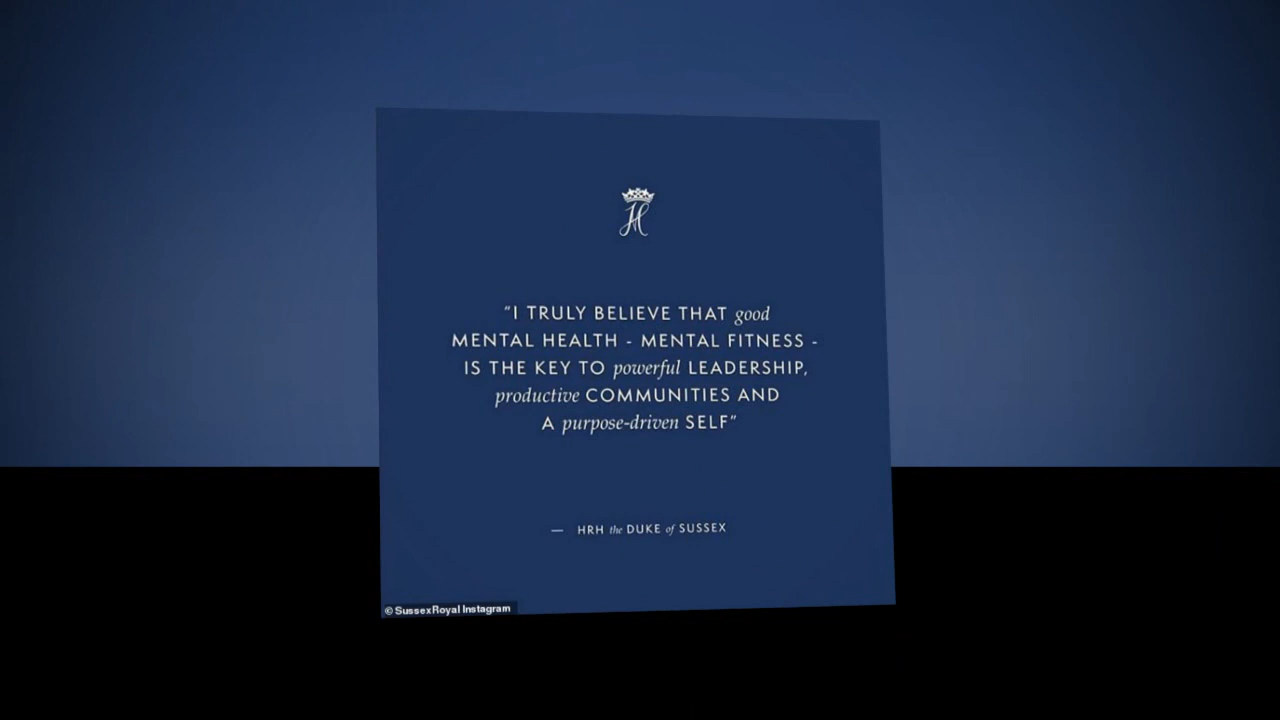 “I TRULY BELIEVE THAT good
MENTAL HEALTH - MENTAL FITNESS -
IS THE KEY TO powerful LEADERSHIP,
productive COMMUNITIES AND
A purpose-driven SELF”
— HRH the DUKE of SUSSEX
© SussexRoyal Instagram